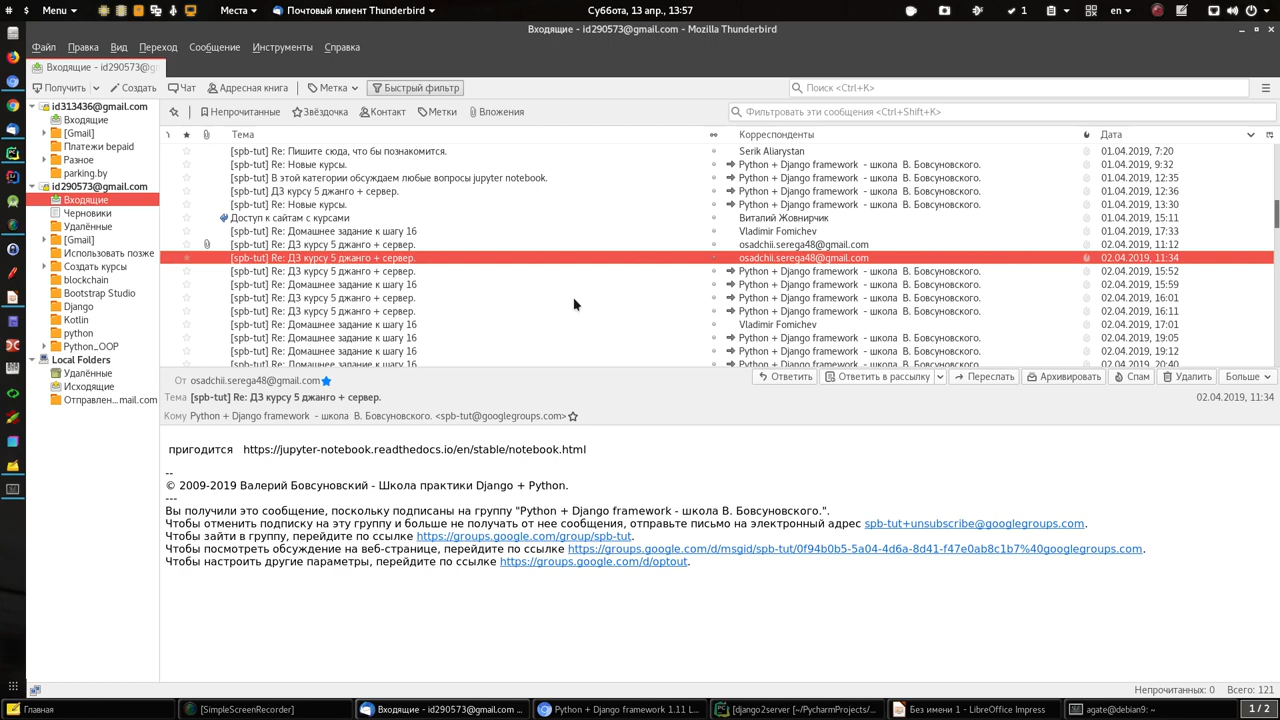 Menu
Суббота, 13 апр., 13:57
1
Входящие - id290573@gmail.com - Mozilla Thunderbird
Файл Правка Вид Переход Сообщение Инструменты Справка
Входящие - id290573@g
Получить Создать Чат Адресная книга Метка Быстрый фильтр Поиск <Ctrl+K>
Непрочитанные Звёздочка Контакт Метки Вложения Фильтровать эти сообщения <Ctrl+Shift+K>
id313436@gmail.com
Входящие
[Gmail]
Платежи bepaid
Разное
parking.by
id290573@gmail.com
Входящие
Черновики
Удалённые
[Gmail]
Использовать позже
Создать курсы
blockchain
Bootstrap Studio
Django
Kotlin
python
Python_OOP
Local Folders
Удалённые
Исходящие
Отправлен...mail.com
Тема Корреспонденты Дата
[spb-tut] Re: Пишите сюда, что бы познакомится. Serik Aliarystan 01.04.2019, 7:20
[spb-tut] Re: Новые курсы. Python + Django framework - школа В. Бовсуновского. 01.04.2019, 9:32
[spb-tut] В этой категории обсуждаем любые вопросы jupyter notebook. Python + Django framework - школа В. Бовсуновского. 01.04.2019, 12:35
[spb-tut] ДЗ курсу 5 джанго + сервер. Python + Django framework - школа В. Бовсуновского. 01.04.2019, 12:36
[spb-tut] Re: Новые курсы. Python + Django framework - школа В. Бовсуновского. 01.04.2019, 13:30
Доступ к сайтам с курсами Виталий Жовнирчик 01.04.2019, 15:11
[spb-tut] Re: Домашнее задание к шагу 16 Vladimir Fomichev 01.04.2019, 17:33
[spb-tut] Re: ДЗ курсу 5 джанго + сервер. osadchii.serega48@gmail.com 02.04.2019, 11:12
[spb-tut] Re: ДЗ курсу 5 джанго + сервер. osadchii.serega48@gmail.com 02.04.2019, 11:34
[spb-tut] Re: ДЗ курсу 5 джанго + сервер. Python + Django framework - школа В. Бовсуновского. 02.04.2019, 15:52
[spb-tut] Re: Домашнее задание к шагу 16 Python + Django framework - школа В. Бовсуновского. 02.04.2019, 15:59
[spb-tut] Re: ДЗ курсу 5 джанго + сервер. Python + Django framework - школа В. Бовсуновского. 02.04.2019, 16:01
[spb-tut] Re: ДЗ курсу 5 джанго + сервер. Python + Django framework - школа В. Бовсуновского. 02.04.2019, 16:11
[spb-tut] Re: Домашнее задание к шагу 16 Vladimir Fomichev 02.04.2019, 17:01
[spb-tut] Re: Домашнее задание к шагу 16 Python + Django framework - школа В. Бовсуновского. 02.04.2019, 19:05
[spb-tut] Re: Домашнее задание к шагу 16 Python + Django framework - школа В. Бовсуновского. 02.04.2019, 19:12
[spb-tut] Re: Домашнее задание к шагу 16 Python + Django framework - школа В. Бовсуновского. 02.04.2019, 20:40
От osadchii.serega48@gmail.com Ответить Ответить в рассылку Переслать Архивировать Спам Удалить Больше
Тема [spb-tut] Re: ДЗ курсу 5 джанго + сервер. 02.04.2019, 11:34
Кому Python + Django framework - школа В. Бовсуновского. <spb-tut@googlegroups.com>
пригодится https://jupyter-notebook.readthedocs.io/en/stable/notebook.html
--
© 2009-2019 Валерий Бовсуновский - Школа практики Django + Python.
---
Вы получили это сообщение, поскольку подписаны на группу "Python + Django framework - школа В. Бовсуновского.".
Чтобы отменить подписку на эту группу и больше не получать от нее сообщения, отправьте письмо на электронный адрес spb-tut+unsubscribe@googlegroups.com.
Чтобы зайти в группу, перейдите по ссылке https://groups.google.com/group/spb-tut.
Чтобы посмотреть обсуждение на веб-странице, перейдите по ссылке https://groups.google.com/d/msgid/spb-tut/0f94b0b5-5a04-4d6a-8d41-f47e0ab8c1b7%40googlegroups.com.
Чтобы настроить другие параметры, перейдите по ссылке https://groups.google.com/d/optout.
Непрочитанных: 0 Всего: 121
Главная [SimpleScreenRecorder] Входящие - id290573@gmail.com ... Python + Django framework 1.11 L... [django2server [~/PycharmProjects/... Без имени 1 - LibreOffice Impress agate@debian9: ~ 1 / 2